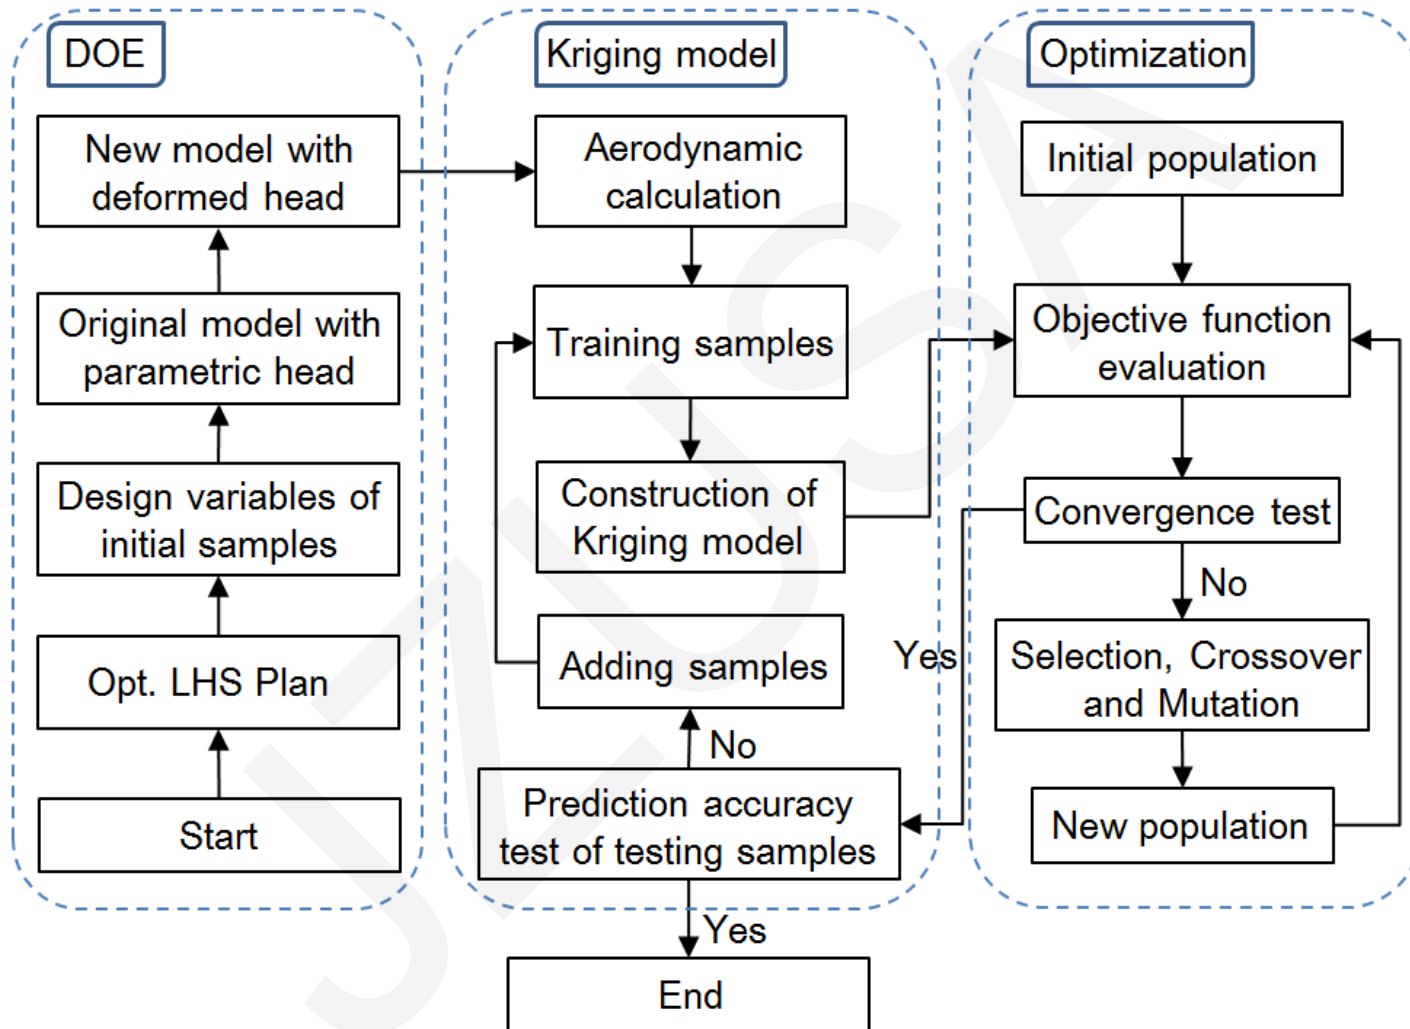 DOE
New model with
deformed head
Original model with
parametric head
Design variables of
initial samples
Opt. LHS Plan
Start
Kriging model
Aerodynamic
calculation
Training samples
Construction of
Kriging model
Adding samples
No
Prediction accuracy
test of testing samples
Yes
End
Optimization
Initial population
Objective function
evaluation
Convergence test
No
Yes
Selection, Crossover
and Mutation
New population
JZUSA